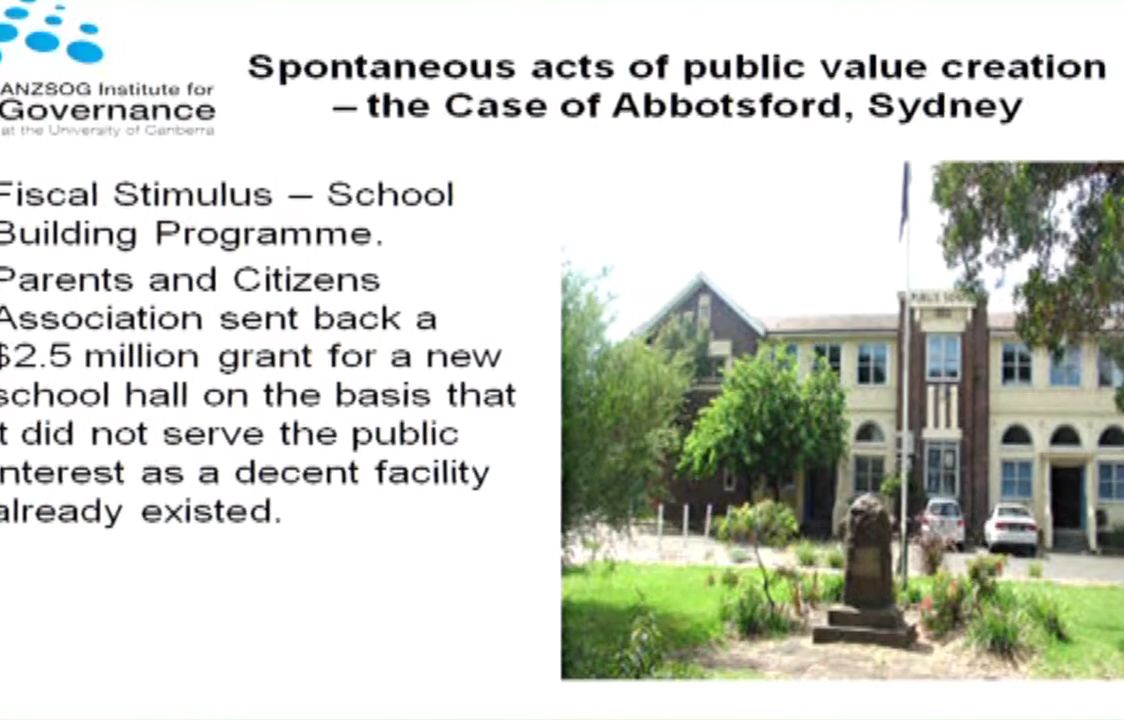 ANZSOG Institute for
Governance
at the University of Canberra
Spontaneous acts of public value creation
– the Case of Abbotsford, Sydney
Fiscal Stimulus – School
Building Programme.
Parents and Citizens
Association sent back a
$2.5 million grant for a new
school hall on the basis that
it did not serve the public
interest as a decent facility
already existed.